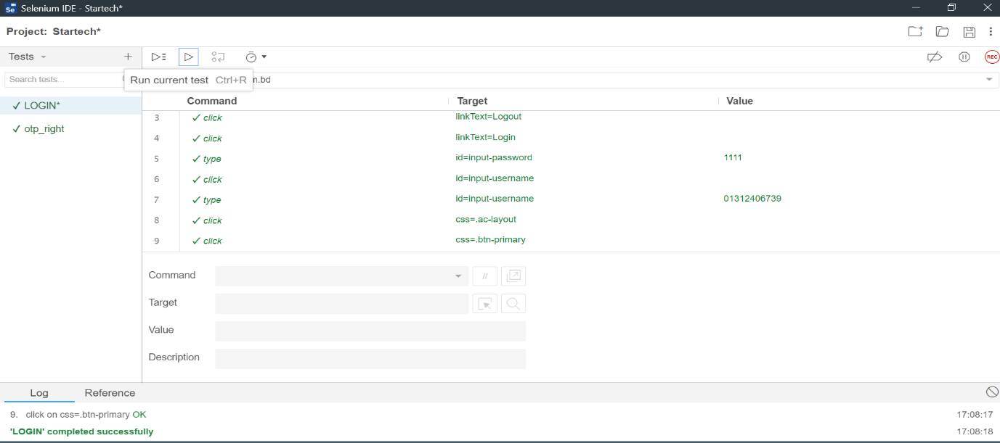 Selenium IDE - Startech*
Project: Startech*
Tests
Search tests...
Run current test Ctrl+R
m.bd
Command Target Value
LOGIN*
otp_right
3 click linkText=Logout
4 click linkText=Login
5 type id=input-password 1111
6 click id=input-username
7 type id=input-username 01312406739
8 click css=.ac-layout
9 click css=.btn-primary
Command //
Target
Value
Description
Log Reference
9. click on css=.btn-primary OK 17:08:17
'LOGIN' completed successfully 17:08:18
Se
REC